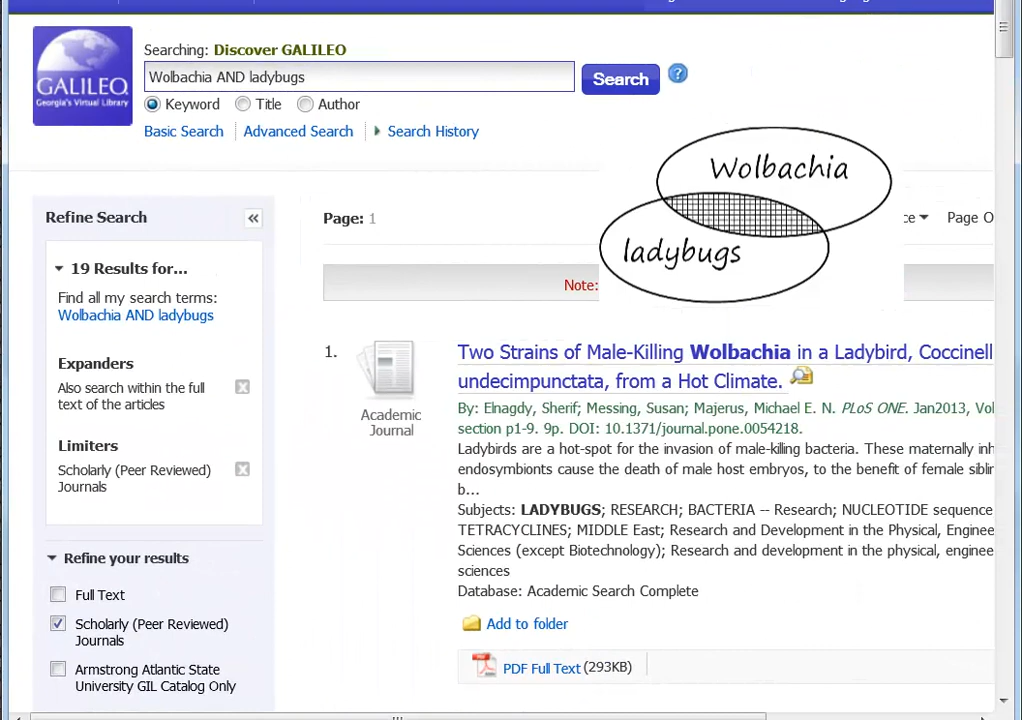 GALILEO
Georgia's Virtual Library
Searching: Discover GALILEO
Wolbachia AND ladybugs
Search
?
Keyword Title Author
Basic Search Advanced Search Search History
Wolbachia
ladybugs
Refine Search «
19 Results for...
Find all my search terms:
Wolbachia AND ladybugs
Expanders
Also search within the full
text of the articles
Limiters
Scholarly (Peer Reviewed)
Journals
Refine your results
Full Text
Scholarly (Peer Reviewed)
Journals
Armstrong Atlantic State
University GIL Catalog Only
Page: 1
Page O
Note:
1.
Academic
Journal
Two Strains of Male-Killing Wolbachia in a Ladybird, Coccinell
undecimpunctata, from a Hot Climate.
By: Elnagdy, Sherif; Messing, Susan; Majerus, Michael E. N. PLoS ONE. Jan2013, Vol
section p1-9. 9p. DOI: 10.1371/journal.pone.0054218.
Ladybirds are a hot-spot for the invasion of male-killing bacteria. These maternally inh
endosymbionts cause the death of male host embryos, to the benefit of female siblin
b...
Subjects: LADYBUGS; RESEARCH; BACTERIA -- Research; NUCLEOTIDE sequence
TETRACYCLINES; MIDDLE East; Research and Development in the Physical, Enginee
Sciences (except Biotechnology); Research and development in the physical, enginee
sciences
Database: Academic Search Complete
Add to folder
PDF Full Text (293KB)